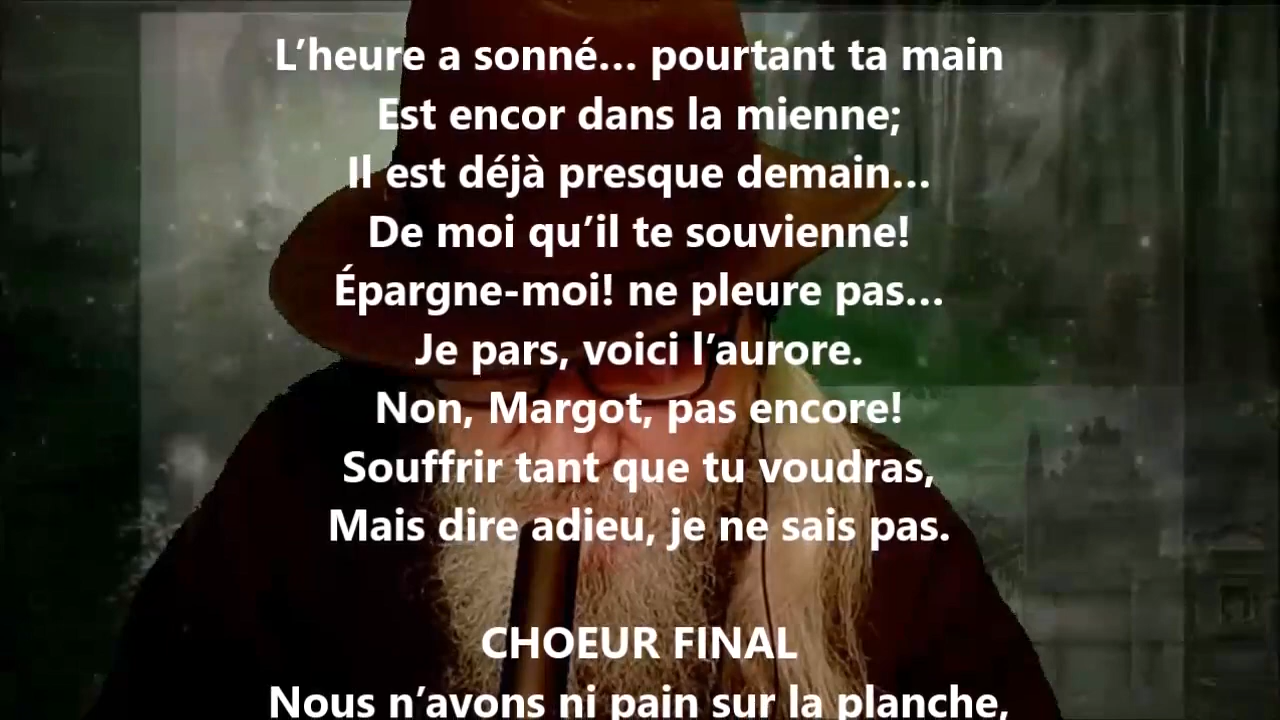 L’heure a sonné… pourtant ta main
Est encor dans la mienne;
Il est déjà presque demain…
De moi qu’il te souvienne!
Épargne-moi! ne pleure pas…
Je pars, voici l’aurore.
Non, Margot, pas encore!
Souffrir tant que tu voudras,
Mais dire adieu, je ne sais pas.
CHOEUR FINAL
Nous n’avons ni pain sur la planche,